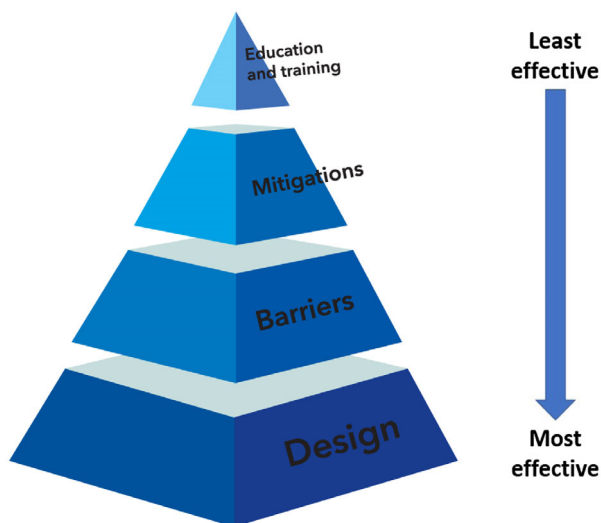 Education
and training
Mitigations
Barriers
Design
Least
effective
Most
effective